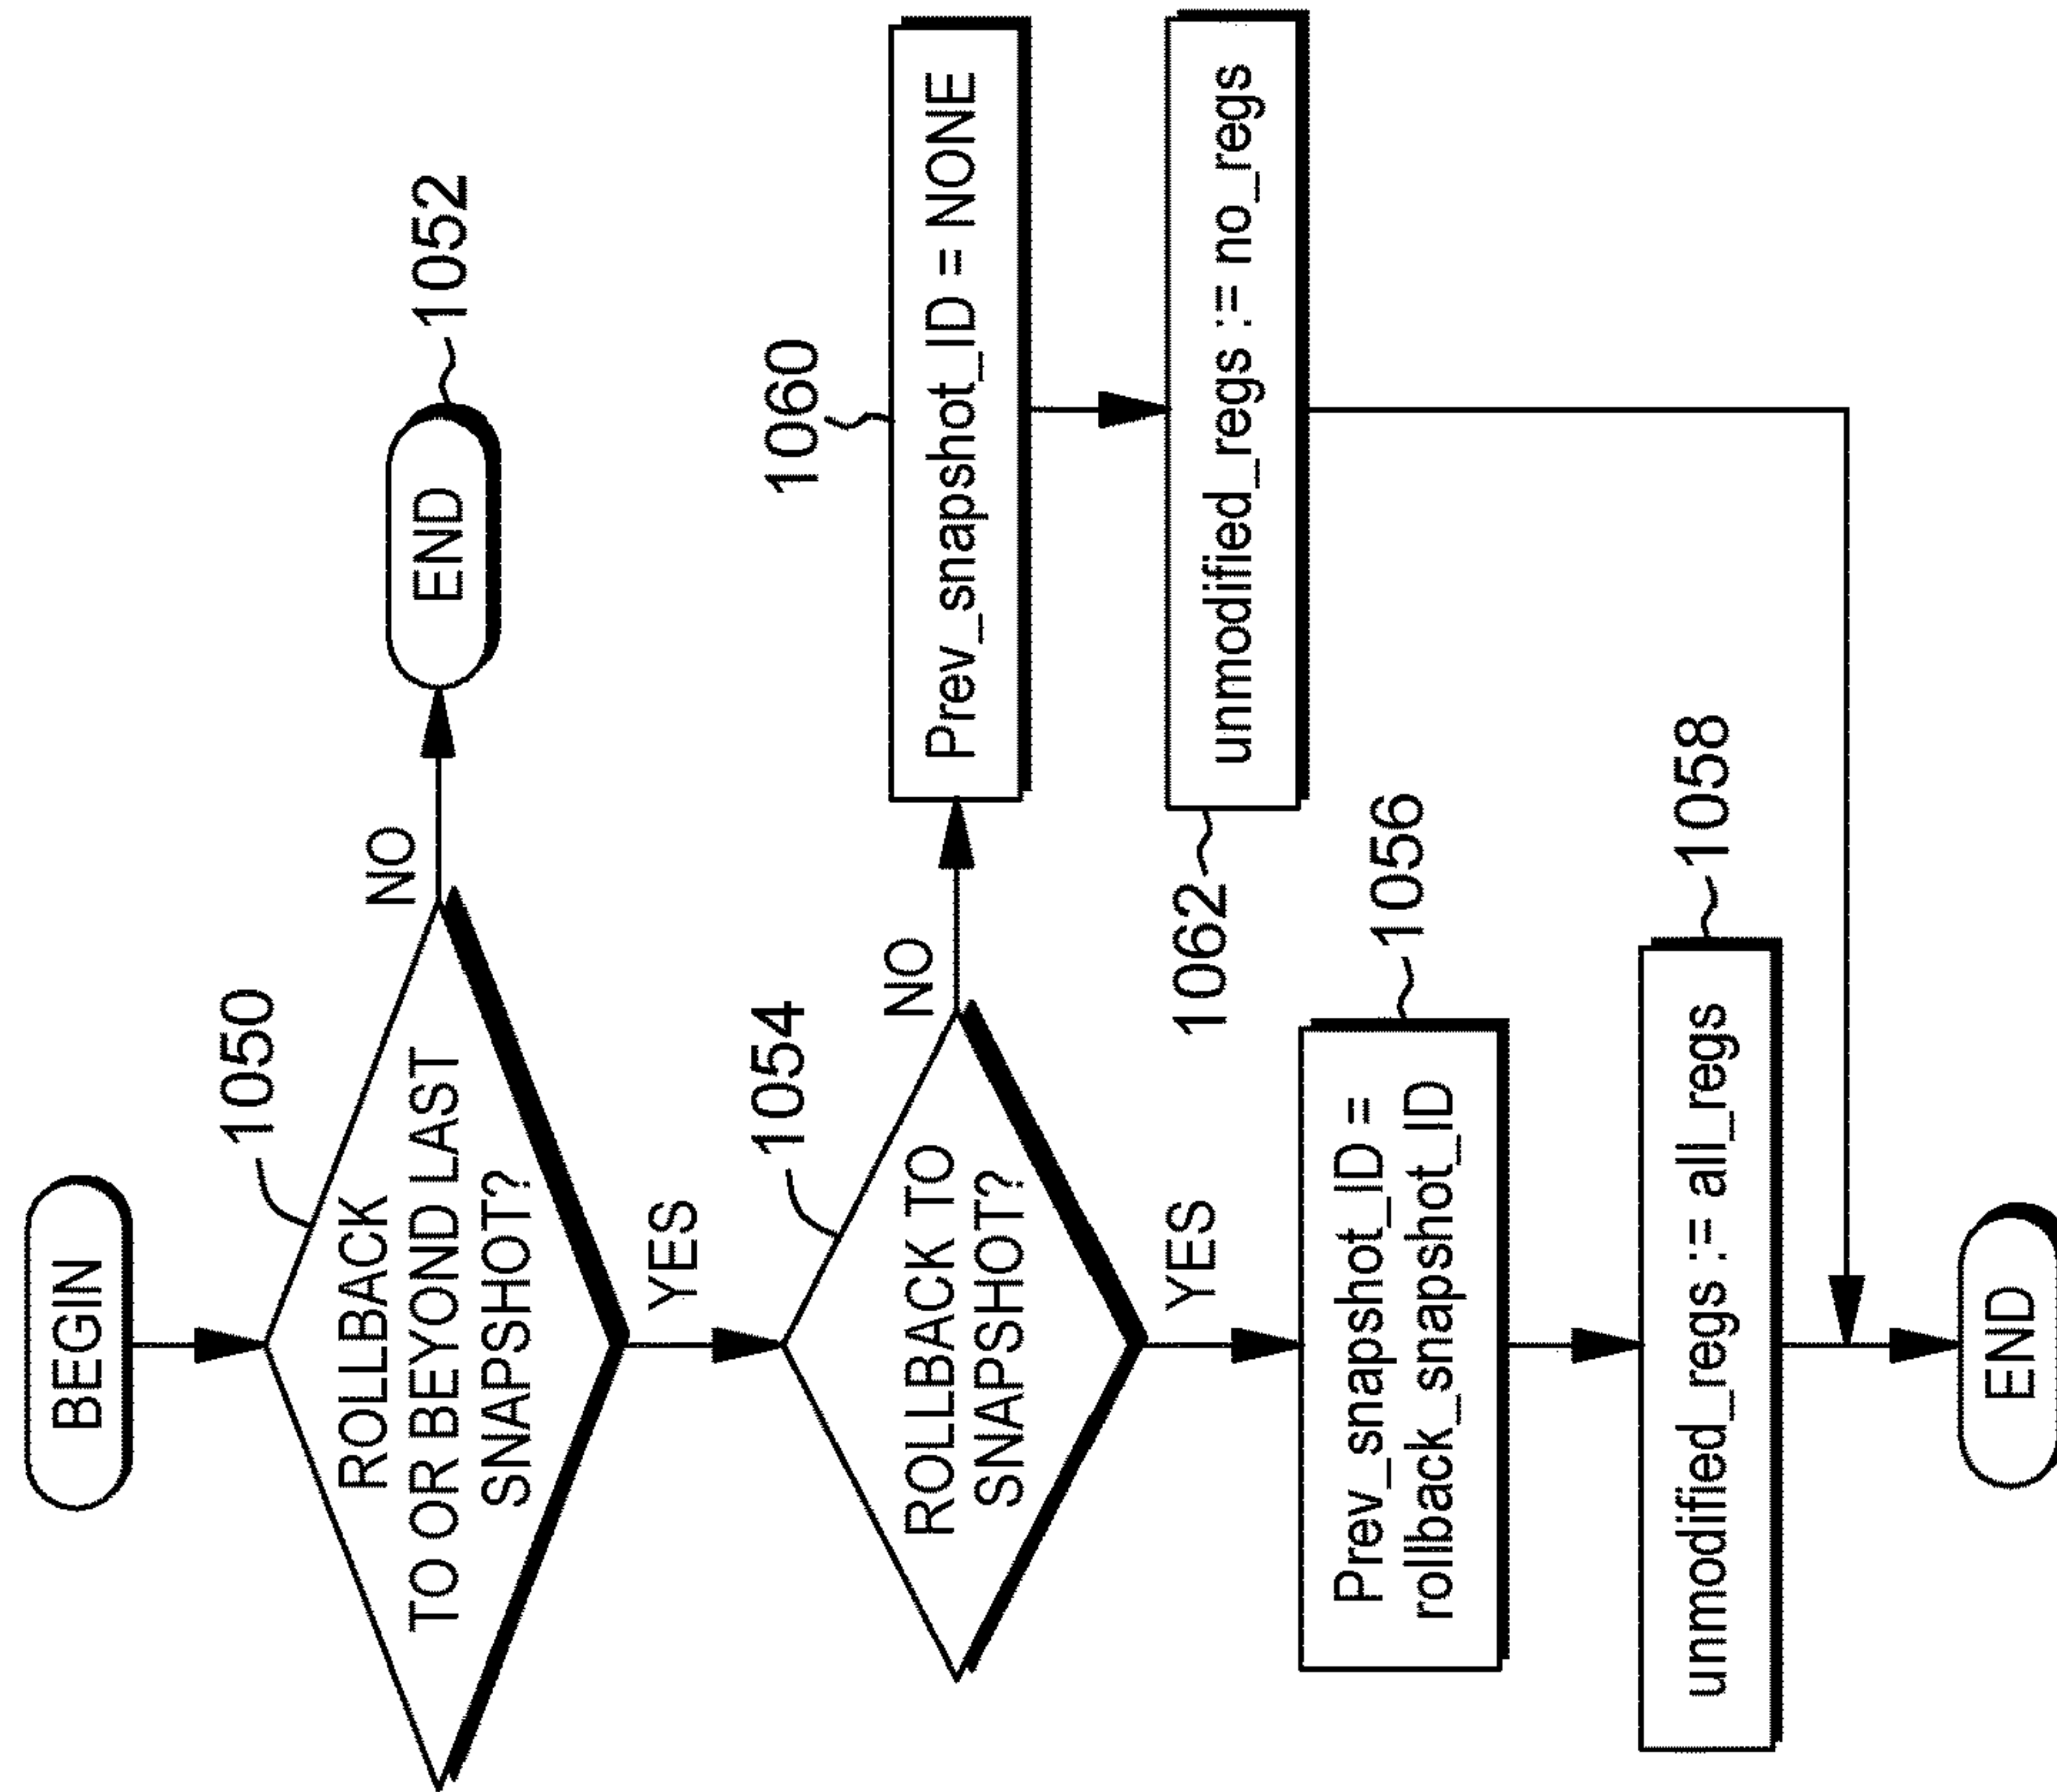 BEGIN
1050
ROLLBACK
TO OR BEYOND LAST
SNAPSHOT?
NO
END
1052
YES
1054
ROLLBACK TO
SNAPSHOT?
NO
1060
Prev_snapshot_ID = NONE
1062
unmodified_regs := no_regs
YES
Prev_snapshot_ID =
rollback_snapshot_ID
1056
unmodified_regs := all_regs
1058
END